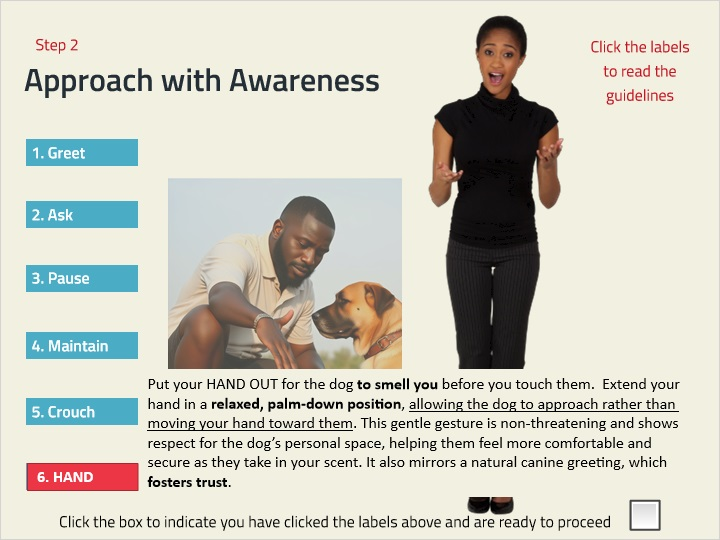 Step 2
Approach with Awareness
Click the labels
to read the
guidelines
1. Greet
2. Ask
3. Pause
4. Maintain
5. Crouch
6. HAND
Put your HAND OUT for the dog to smell you before you touch them.  Extend your
hand in a relaxed, palm-down position, allowing the dog to approach rather than
moving your hand toward them. This gentle gesture is non-threatening and shows
respect for the dog’s personal space, helping them feel more comfortable and
secure as they take in your scent. It also mirrors a natural canine greeting, which
fosters trust.
Click the box to indicate you have clicked the labels above and are ready to proceed